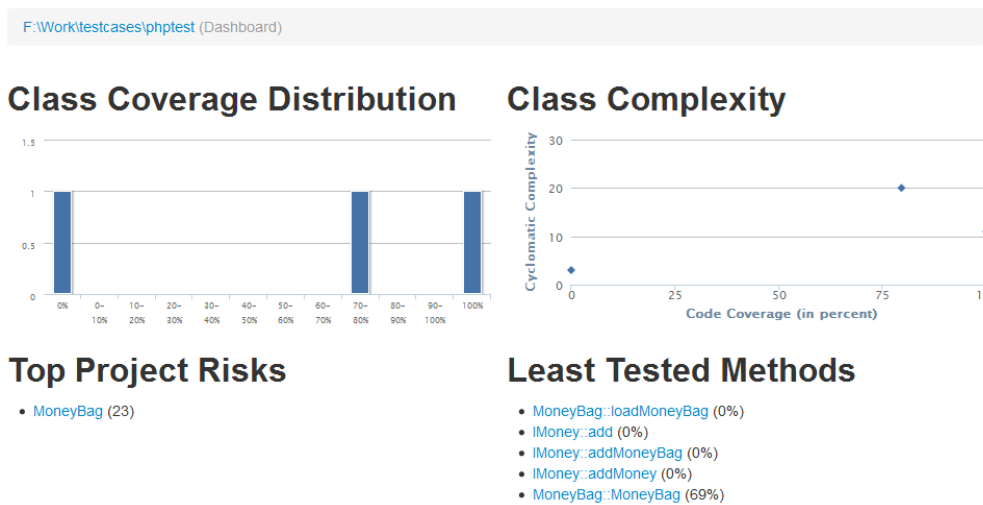 F:\Work\testcases\phptest (Dashboard)
Class Coverage Distribution
1.5
1
0.5
0
0% 0-10% 10-20% 20-30% 30-40% 40-50% 50-60% 60-70% 70-80% 80-90% 90-100% 100%
Class Complexity
Cyclomatic Complexity
30
20
10
0
0 25 50 75
Code Coverage (in percent)
Top Project Risks
MoneyBag (23)
Least Tested Methods
MoneyBag::loadMoneyBag (0%)
IMoney::add (0%)
IMoney::addMoneyBag (0%)
IMoney::addMoney (0%)
MoneyBag::MoneyBag (69%)